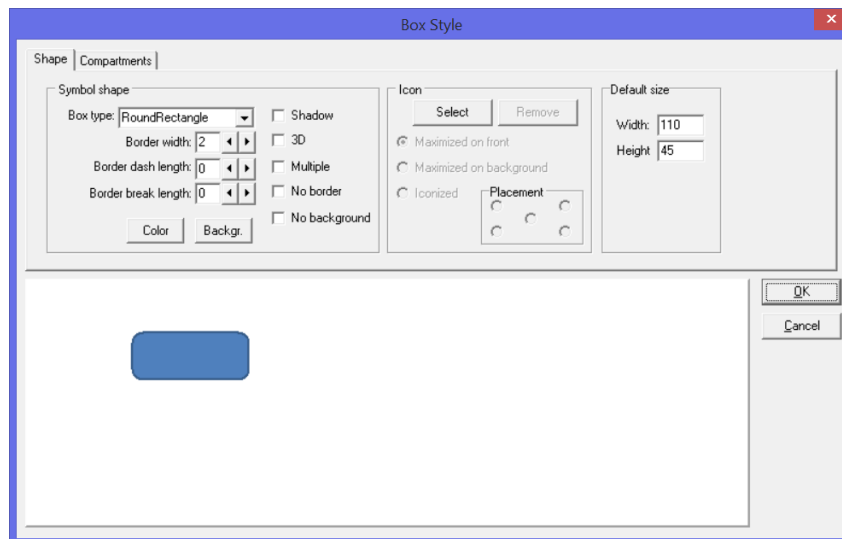 Box Style
x
Shape Compartments
Symbol shape
Box type: RoundRectangle
Border width: 2
Border dash length: 0
Border break length: 0
Color Backgr.
Shadow
3D
Multiple
No border
No background
Icon
Select Remove
Maximized on front
Maximized on background
Iconized
Placement
Default size
Width: 110
Height 45
OK
Cancel